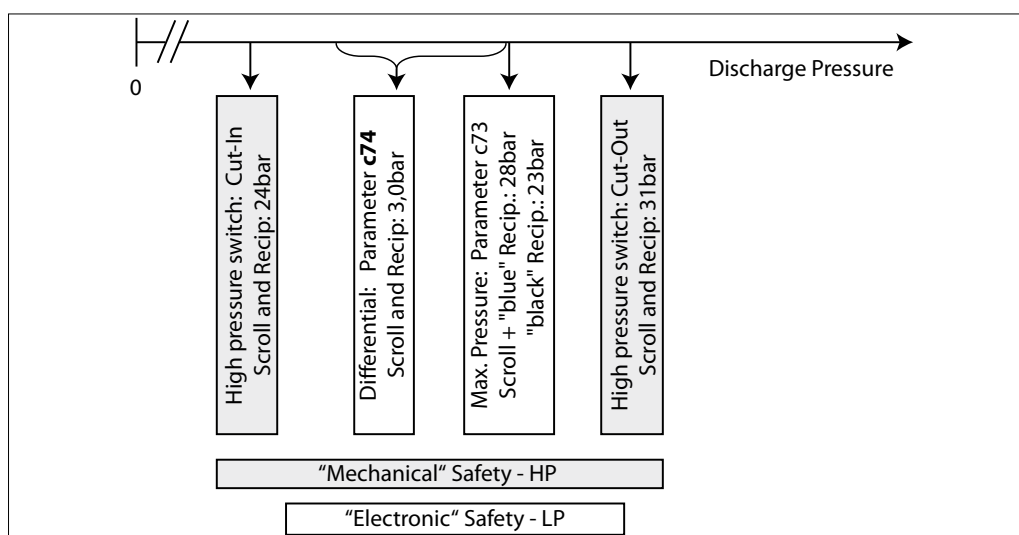 Discharge Pressure
0
High pressure switch: Cut-In
Scroll and Recip: 24bar
Differential: Parameter c74
Scroll and Recip: 3,0bar
Max. Pressure: Parameter c73
Scroll + "blue" Recip.: 28bar
"black" Recip.: 23bar
High pressure switch: Cut-Out
Scroll and Recip: 31bar
“Mechanical“ Safety - HP
“Electronic“ Safety - LP